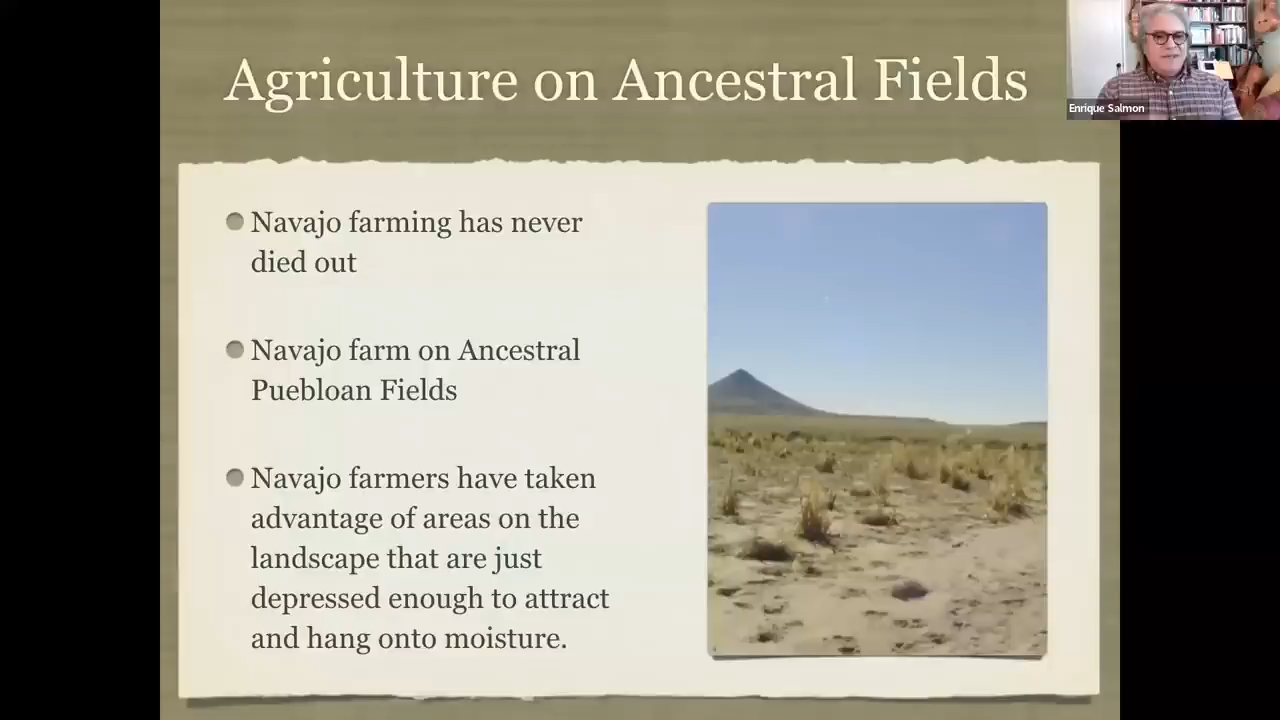 Agriculture on Ancestral Fields
Enrique Salmon
Navajo farming has never
died out
Navajo farm on Ancestral
Puebloan Fields
Navajo farmers have taken
advantage of areas on the
landscape that are just
depressed enough to attract
and hang onto moisture.